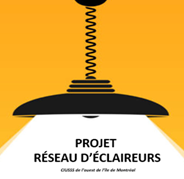 PROJET
RÉSEAU D'ÉCLAIREURS
CIUSSS de l'ouest de l'île de Montréal